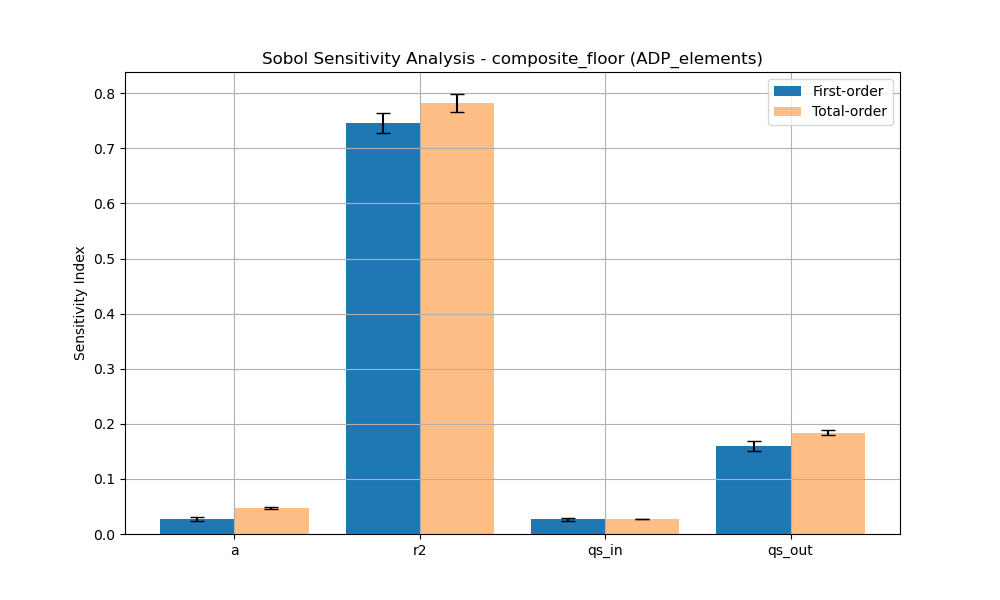 Sobol Sensitivity Analysis - composite_floor (ADP_elements)
First-order
Total-order
Sensitivity Index
0.8
0.7
0.6
0.5
0.4
0.3
0.2
0.1
0.0
a
r2
qs_in
qs_out